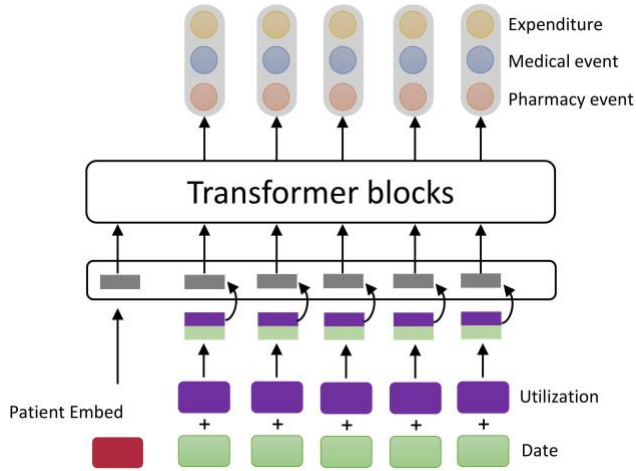 Expenditure
Medical event
Pharmacy event
Transformer blocks
Utilization
Patient Embed
+ + + + +
Date